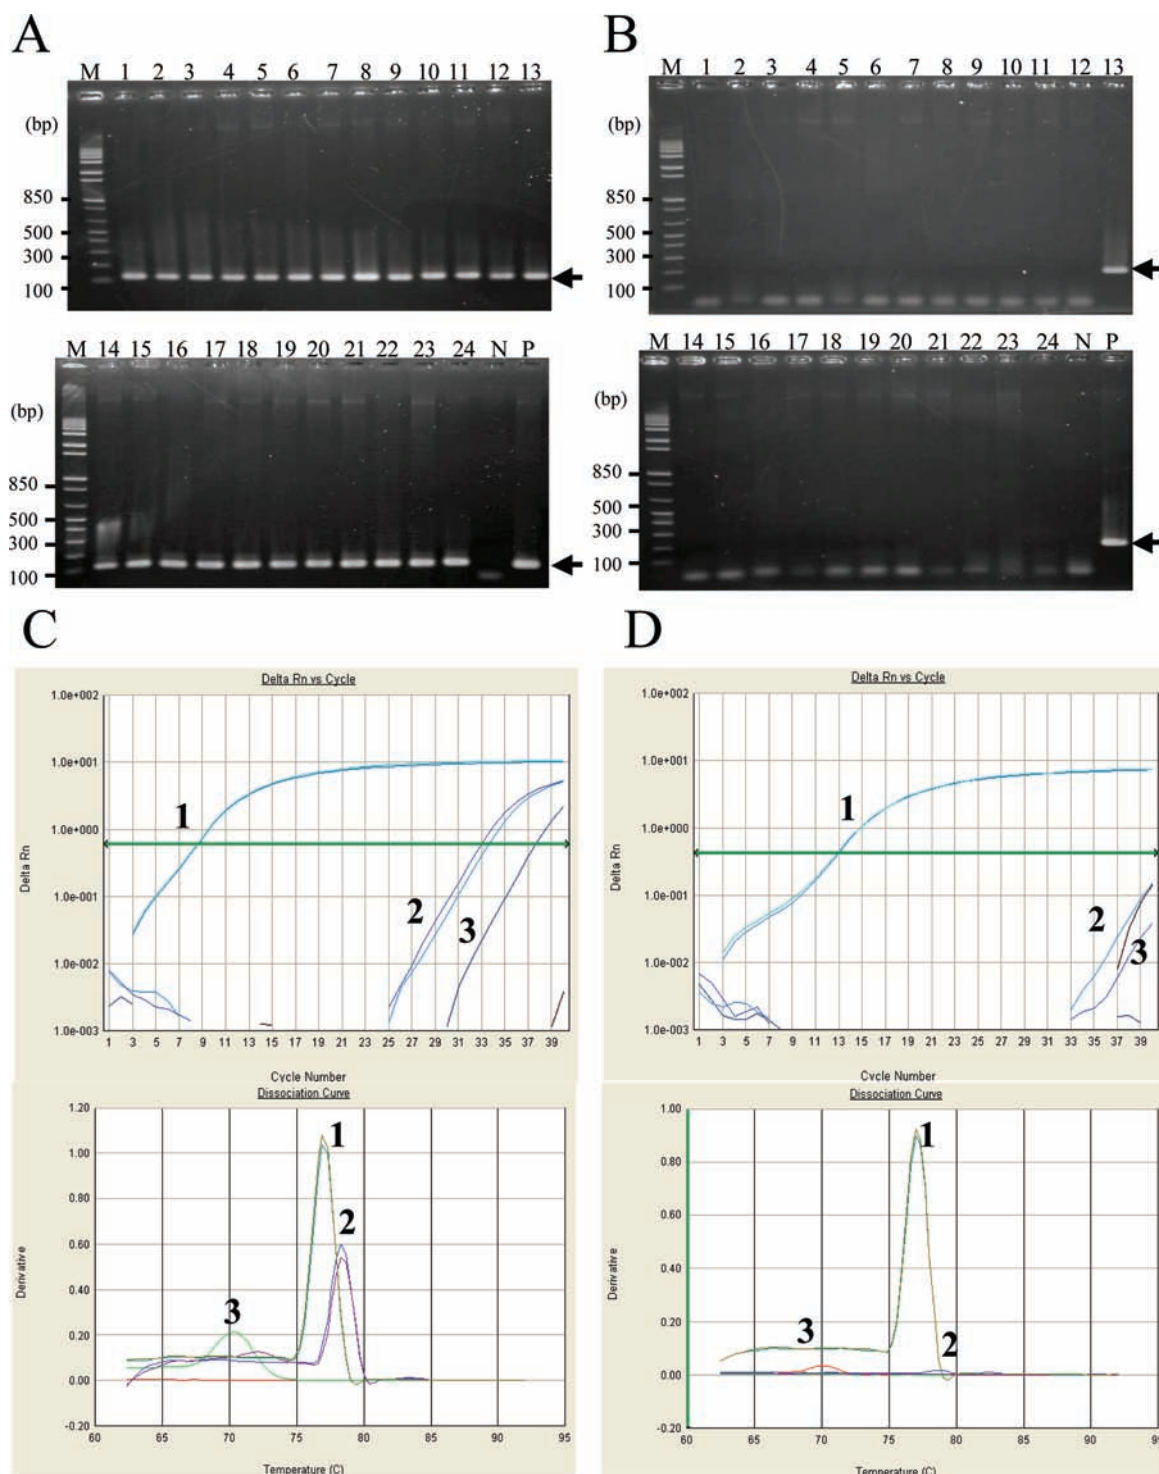 A
M 1 2 3 4 5 6 7 8 9 10 11 12 13
(bp)
850
500
300
100
M 14 15 16 17 18 19 20 21 22 23 24 N P
(bp)
850
500
300
100
B
M 1 2 3 4 5 6 7 8 9 10 11 12 13
(bp)
850
500
300
100
M 14 15 16 17 18 19 20 21 22 23 24 N P
(bp)
850
500
300
100
C
Delta Rn vs Cycle
1.0e+002
1.0e+001
1.0e+000
1.0e-001
1.0e-002
1.0e-003
Delta Rn
1
2
3
1 3 5 7 9 11 13 15 17 19 21 23 25 27 29 31 33 35 37 39
Cycle Number
Dissociation Curve
1.20
1.00
0.80
0.60
0.40
0.20
0.00
-0.20
Derivative
1
2
3
60 65 70 75 80 85 90 95
Temperature (C)
D
Delta Rn vs Cycle
1.0e+002
1.0e+001
1.0e+000
1.0e-001
1.0e-002
1.0e-003
Delta Rn
1
2
3
1 3 5 7 9 11 13 15 17 19 21 23 25 27 29 31 33 35 37 39
Cycle Number
Dissociation Curve
1.00
0.80
0.60
0.40
0.20
0.00
-0.20
Derivative
1
2
3
60 65 70 75 80 85 90 95
Temperature (C)